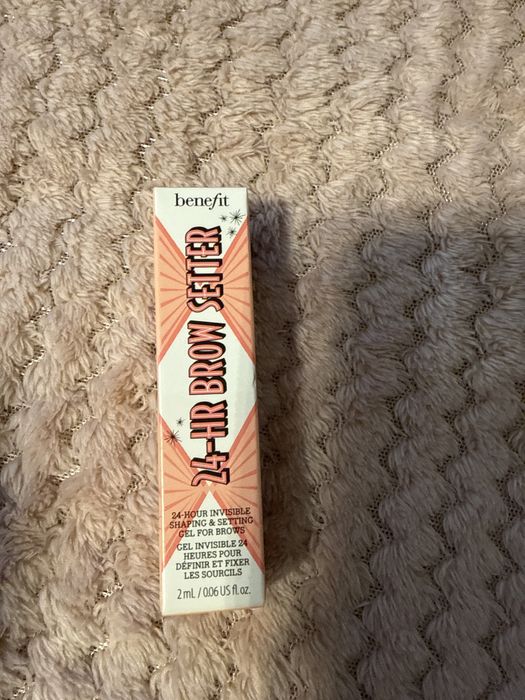 benefit
24-HR BROW SETTER
24-HOUR INVISIBLE
SHAPING & SETTING
GEL FOR BROWS
GEL INVISIBLE 24
HEURES POUR
DÉFINIR ET FIXER
LES SOURCILS
2 mL / 0.06 US fl. oz.